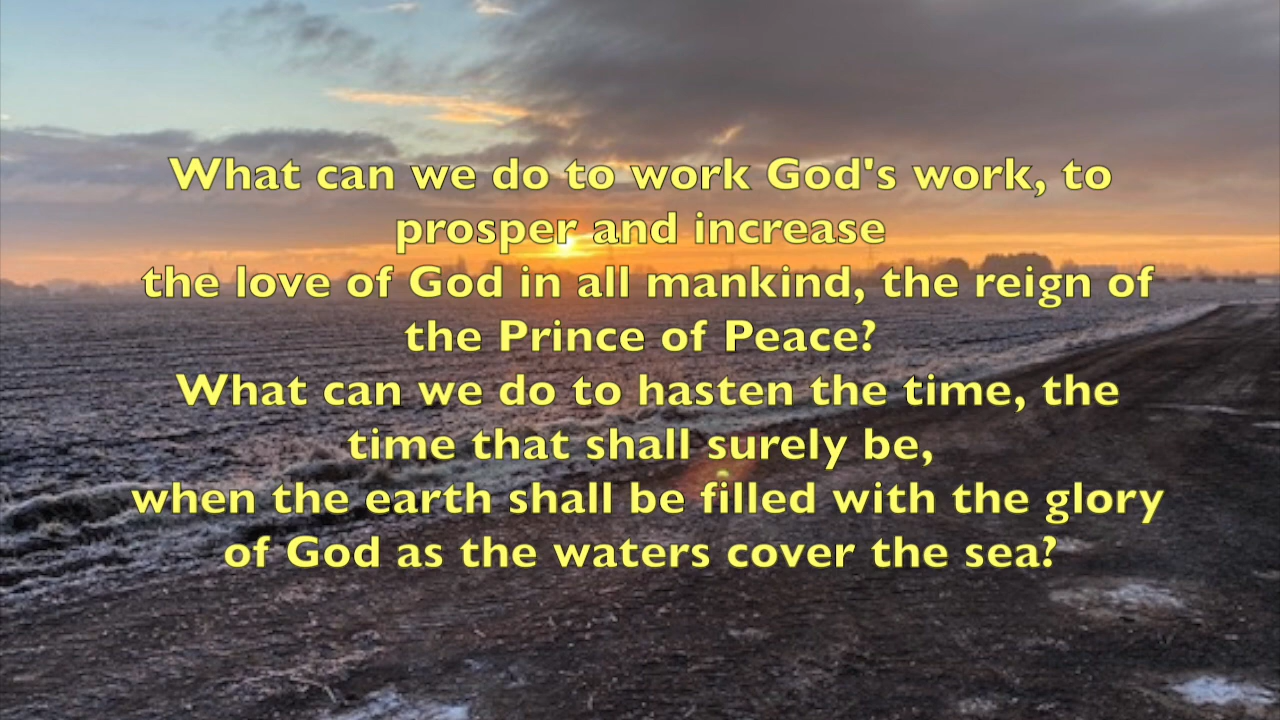 What can we do to work God's work, to
prosper and increase
the love of God in all mankind, the reign of
the Prince of Peace?
What can we do to hasten the time, the
time that shall surely be,
when the earth shall be filled with the glory
of God as the waters cover the sea?